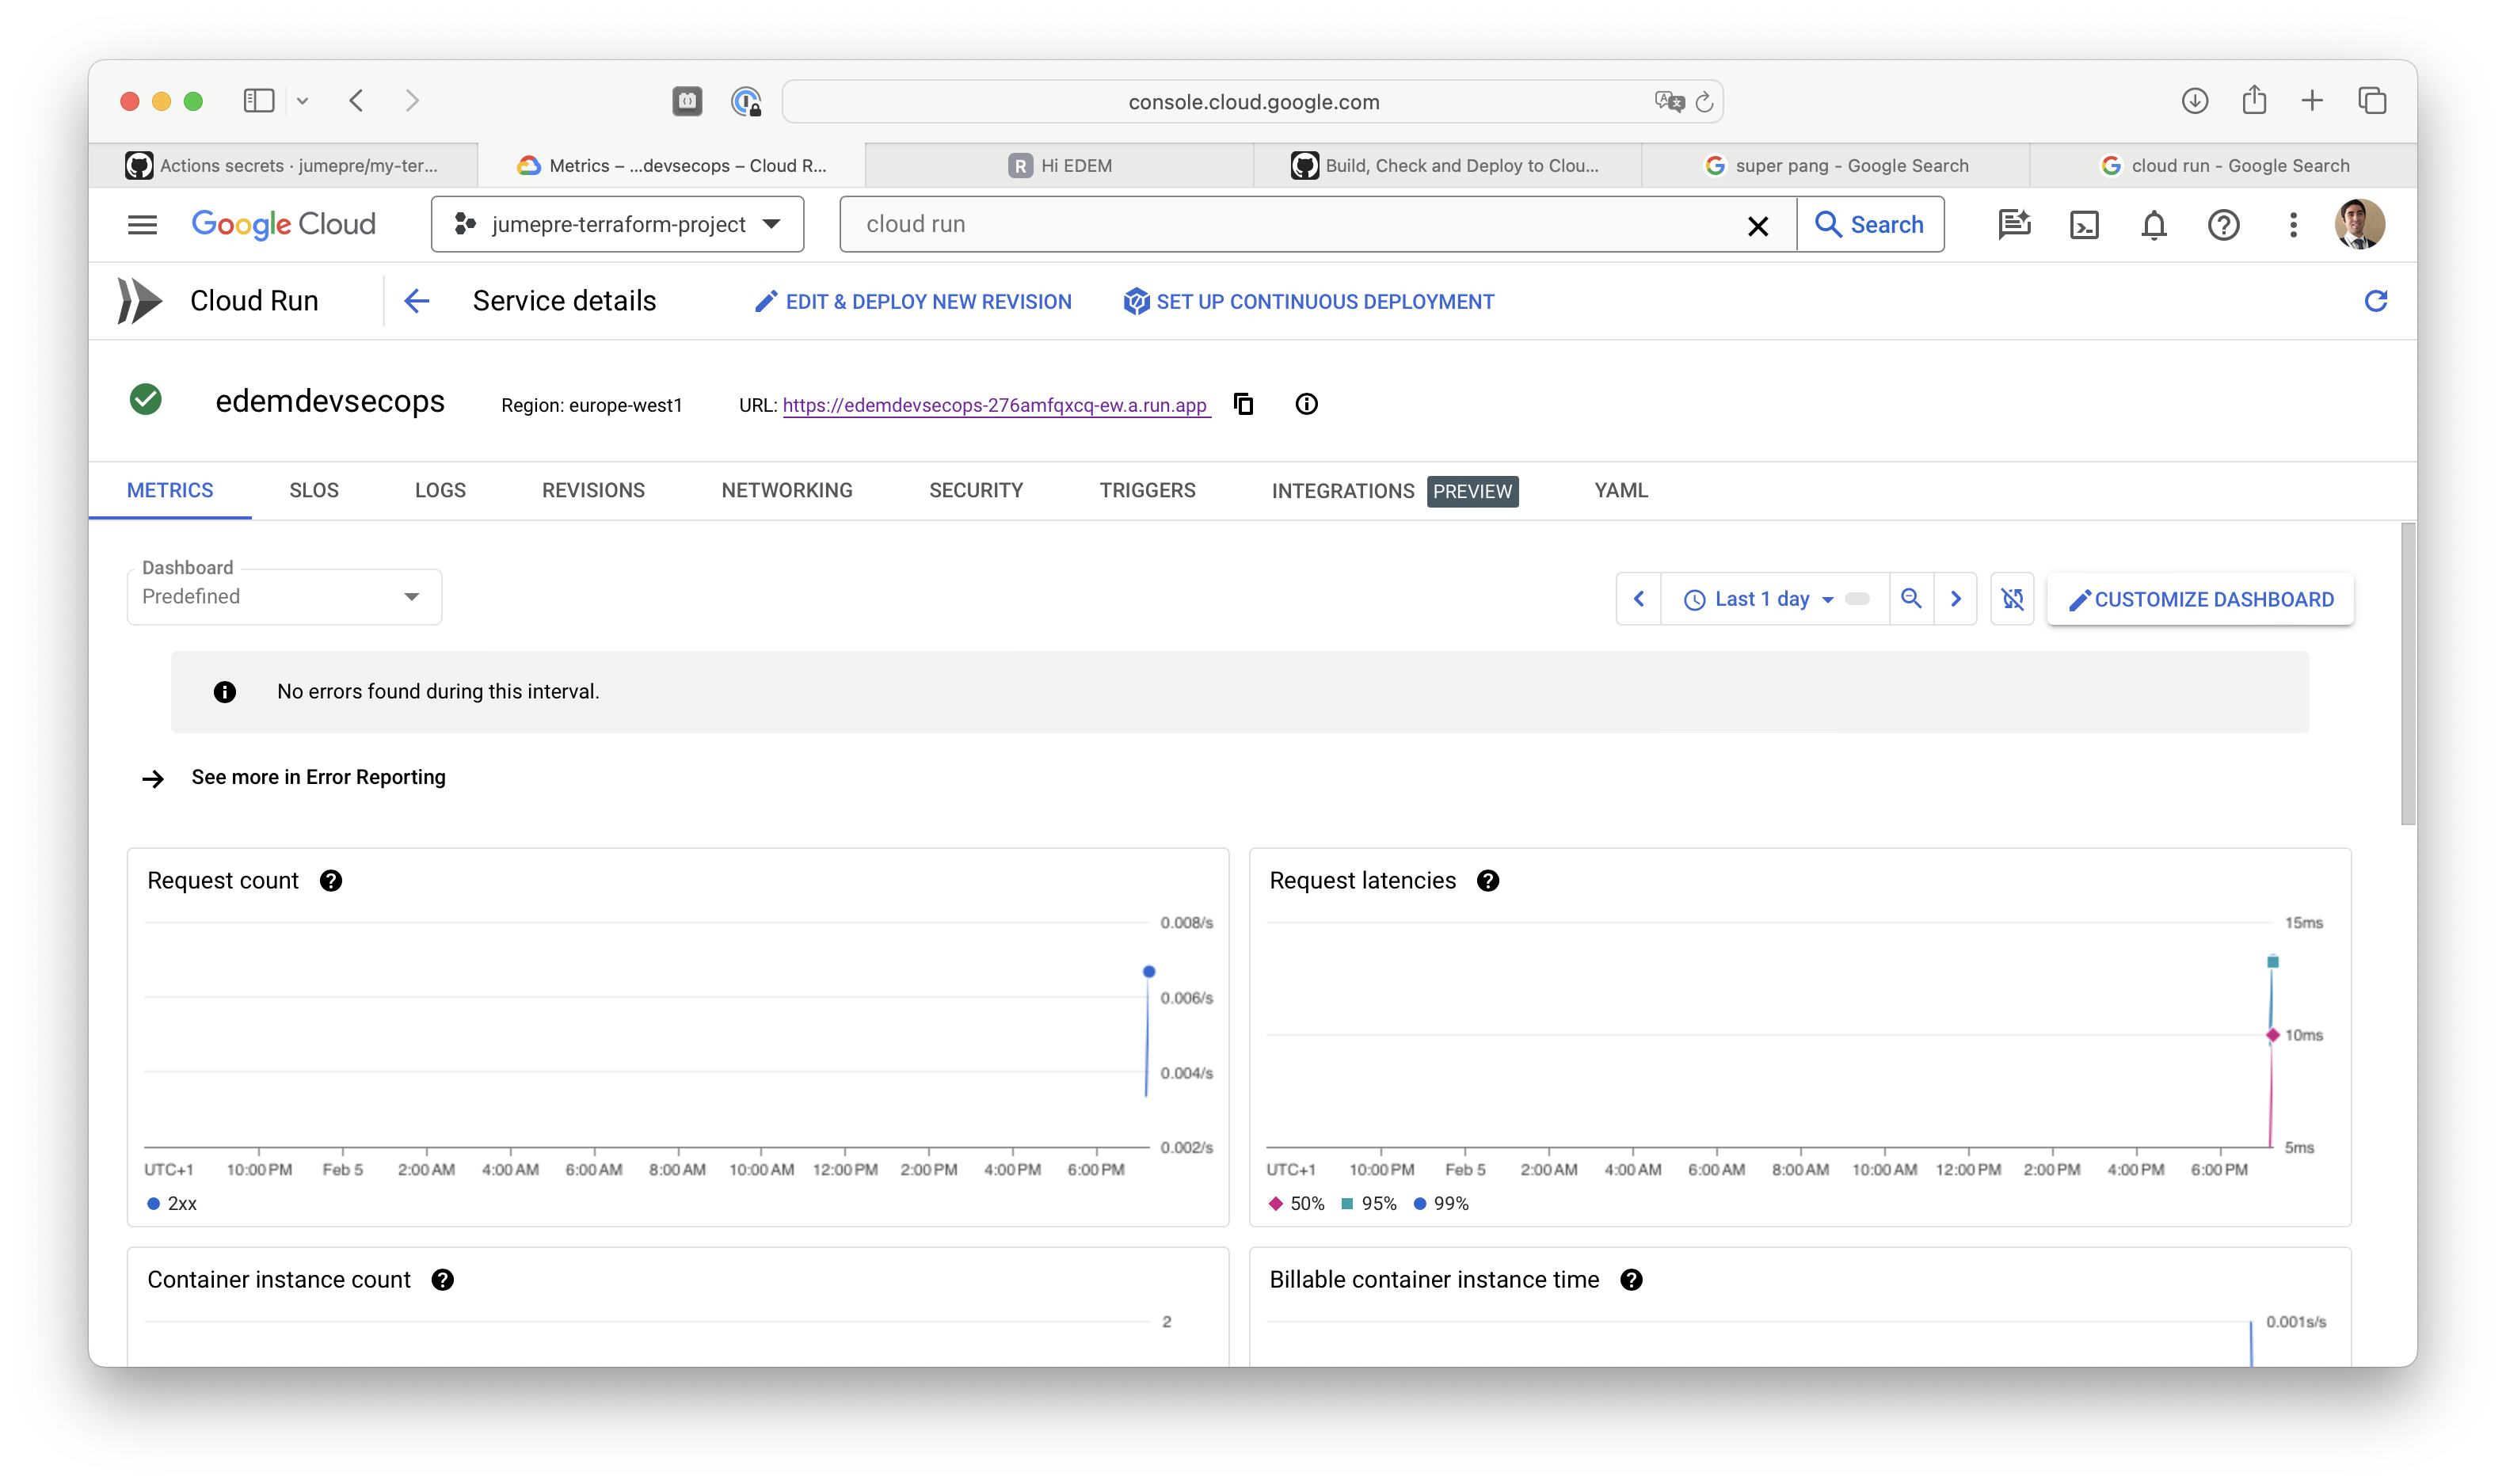 console.cloud.google.com
Actions secrets · jumepre/my-ter...
Metrics – ...devsecops – Cloud R...
R Hi EDEM
Build, Check and Deploy to Clou...
super pang - Google Search
cloud run - Google Search
Google Cloud
jumepre-terraform-project
cloud run
Search
Cloud Run
Service details
EDIT & DEPLOY NEW REVISION
SET UP CONTINUOUS DEPLOYMENT
edemdevsecops
Region: europe-west1
URL: https://edemdevsecops-276amfqxcq-ew.a.run.app
METRICS
SLOS
LOGS
REVISIONS
NETWORKING
SECURITY
TRIGGERS
INTEGRATIONS PREVIEW
YAML
Dashboard
Predefined
Last 1 day
CUSTOMIZE DASHBOARD
No errors found during this interval.
See more in Error Reporting
Request count
0.008/s
0.006/s
0.004/s
0.002/s
UTC+1 10:00 PM Feb 5 2:00 AM 4:00 AM 6:00 AM 8:00 AM 10:00 AM 12:00 PM 2:00 PM 4:00 PM 6:00 PM
2xx
Request latencies
15ms
10ms
5ms
UTC+1 10:00 PM Feb 5 2:00 AM 4:00 AM 6:00 AM 8:00 AM 10:00 AM 12:00 PM 2:00 PM 4:00 PM 6:00 PM
50% 95% 99%
Container instance count
2
Billable container instance time
0.001s/s